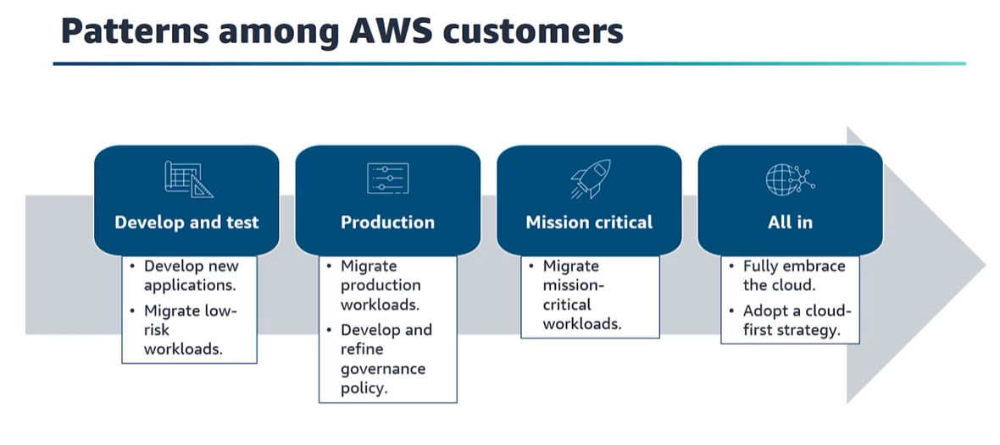 Patterns among AWS customers
Develop and test
• Develop new
applications.
• Migrate low-
risk
workloads.
Production
• Migrate
production
workloads.
• Develop and
refine
governance
policy.
Mission critical
• Migrate
mission-
critical
workloads.
All in
• Fully embrace
the cloud.
• Adopt a cloud-
first strategy.